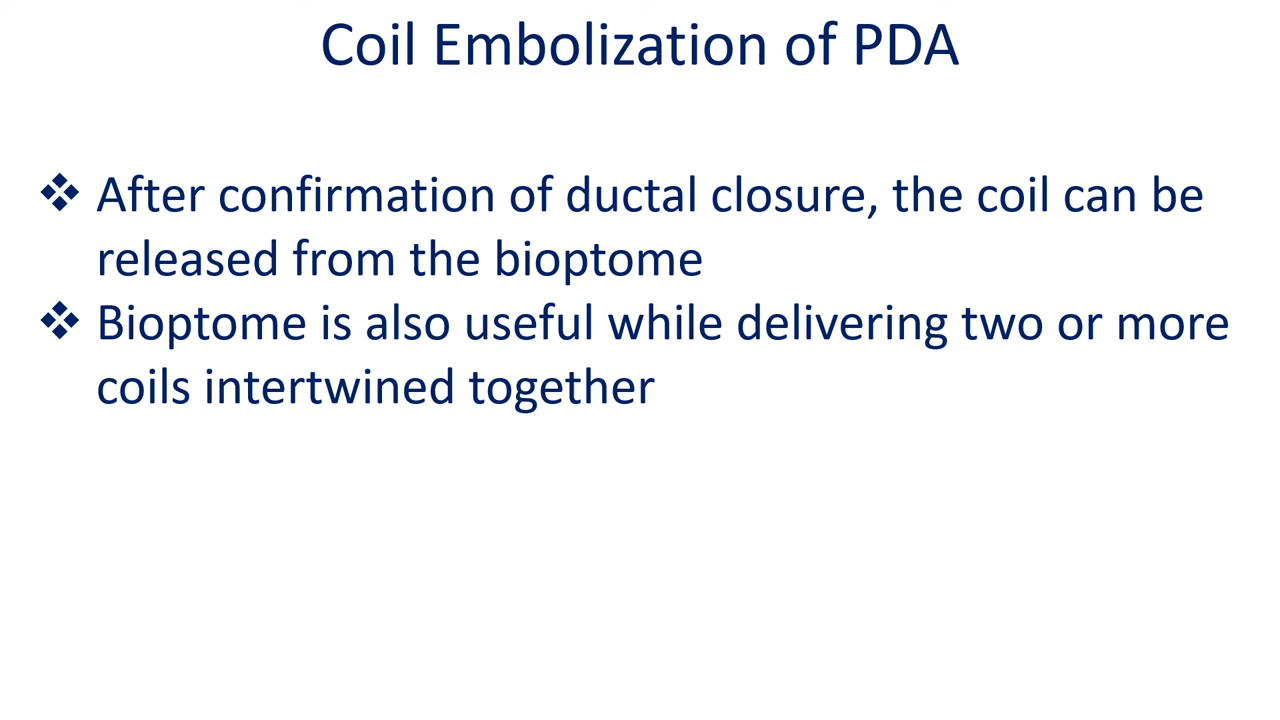 Coil Embolization of PDA
❖ After confirmation of ductal closure, the coil can be
released from the bioptome
❖ Bioptome is also useful while delivering two or more
coils intertwined together